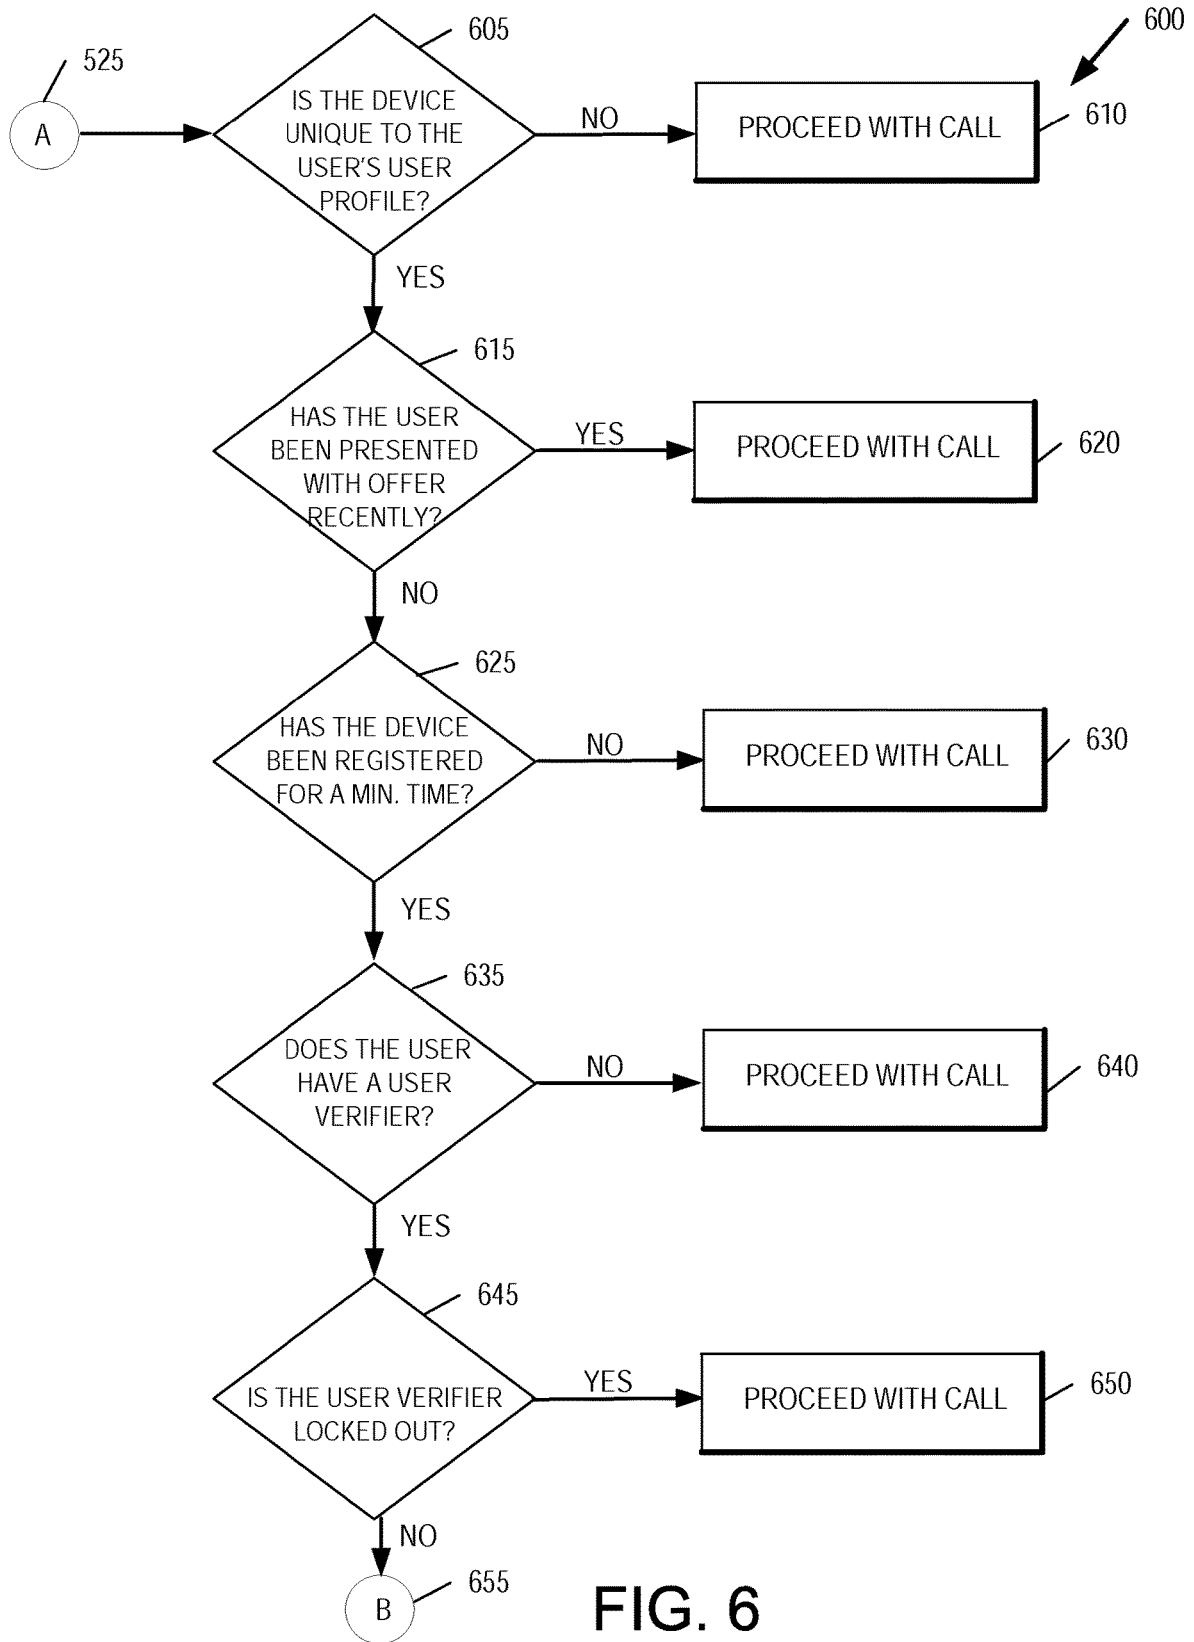 600
605
525
A
IS THE DEVICE
UNIQUE TO THE
USER'S USER
PROFILE?
NO
PROCEED WITH CALL
610
YES
615
HAS THE USER
BEEN PRESENTED
WITH OFFER
RECENTLY?
YES
PROCEED WITH CALL
620
NO
625
HAS THE DEVICE
BEEN REGISTERED
FOR A MIN. TIME?
NO
PROCEED WITH CALL
630
YES
635
DOES THE USER
HAVE A USER
VERIFIER?
NO
PROCEED WITH CALL
640
YES
645
IS THE USER VERIFIER
LOCKED OUT?
YES
PROCEED WITH CALL
650
NO
B
655
FIG. 6